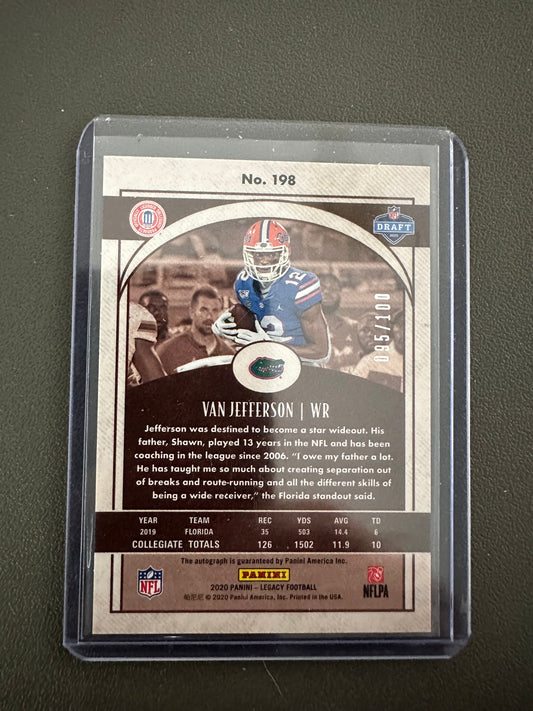 No. 198
DRAFT
12
095/100
VAN JEFFERSON | WR
Jefferson was destined to become a star wideout. His
father, Shawn, played 13 years in the NFL and has been
coaching in the league since 2006. “I owe my father a lot.
He has taught me so much about creating separation out
of breaks and route-running and all the different skills of
being a wide receiver,” the Florida standout said.
YEAR TEAM REC YDS AVG TD
2019 FLORIDA 35 503 14.4 6
COLLEGIATE TOTALS 126 1502 11.9 10
The autograph is guaranteed by Panini America Inc.
PANINI
NFL
NFLPA
2020 PANINI – LEGACY FOOTBALL
帕尼尼 © 2020 Panini America, Inc. Printed in the USA.